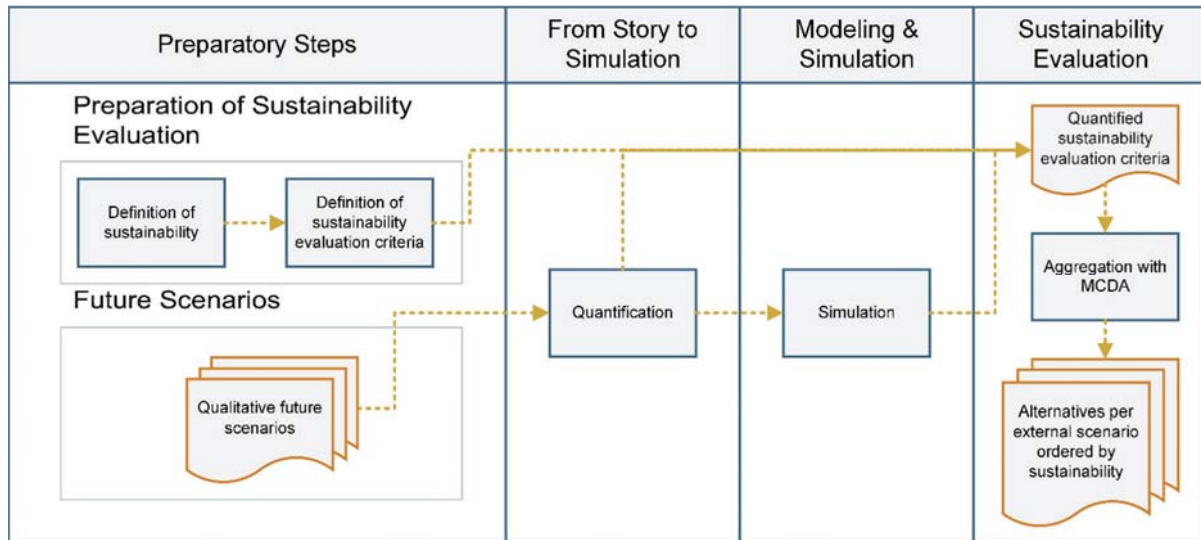 Preparatory Steps
From Story to
Simulation
Modeling &
Simulation
Sustainability
Evaluation
Preparation of Sustainability
Evaluation
Definition of
sustainability
Definition of
sustainability
evaluation criteria
Quantified
sustainability
evaluation criteria
Aggregation with
MCDA
Future Scenarios
Quantification
Simulation
Qualitative future
scenarios
Alternatives per
external scenario
ordered by
sustainability